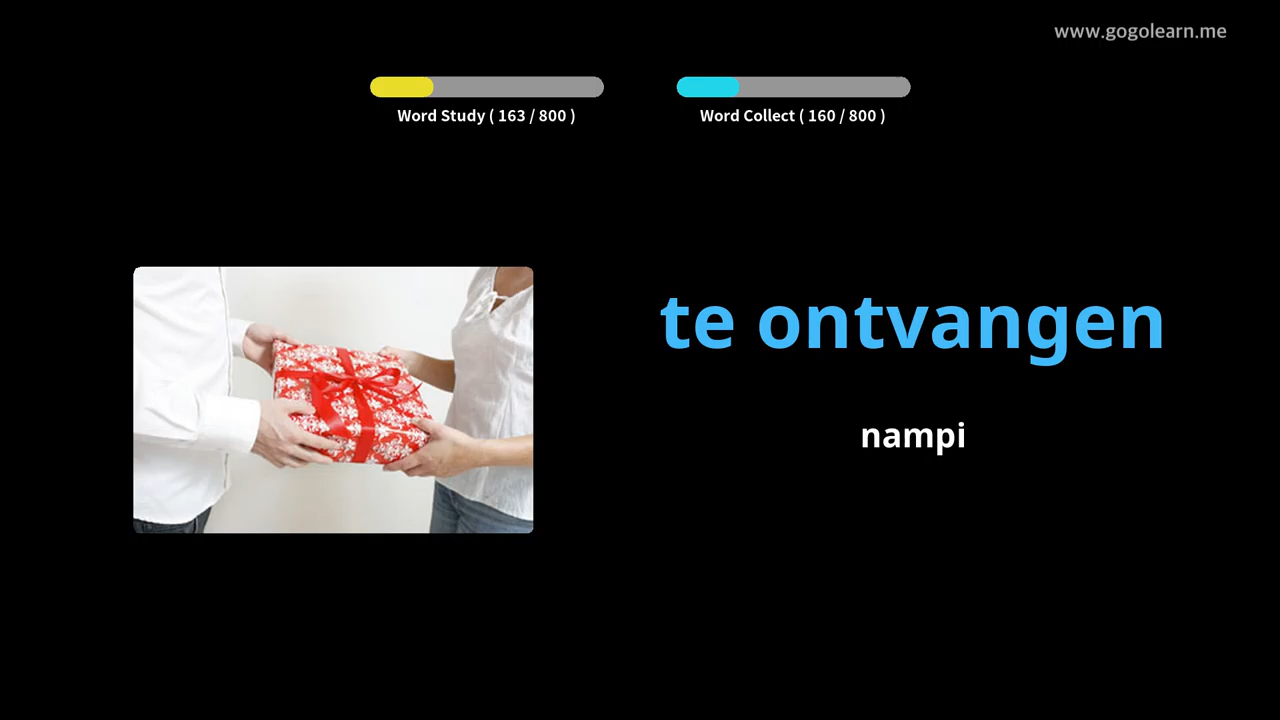 www.gogolearn.me
Word Study ( 163 / 800 )
Word Collect ( 160 / 800 )
te ontvangen
nampi